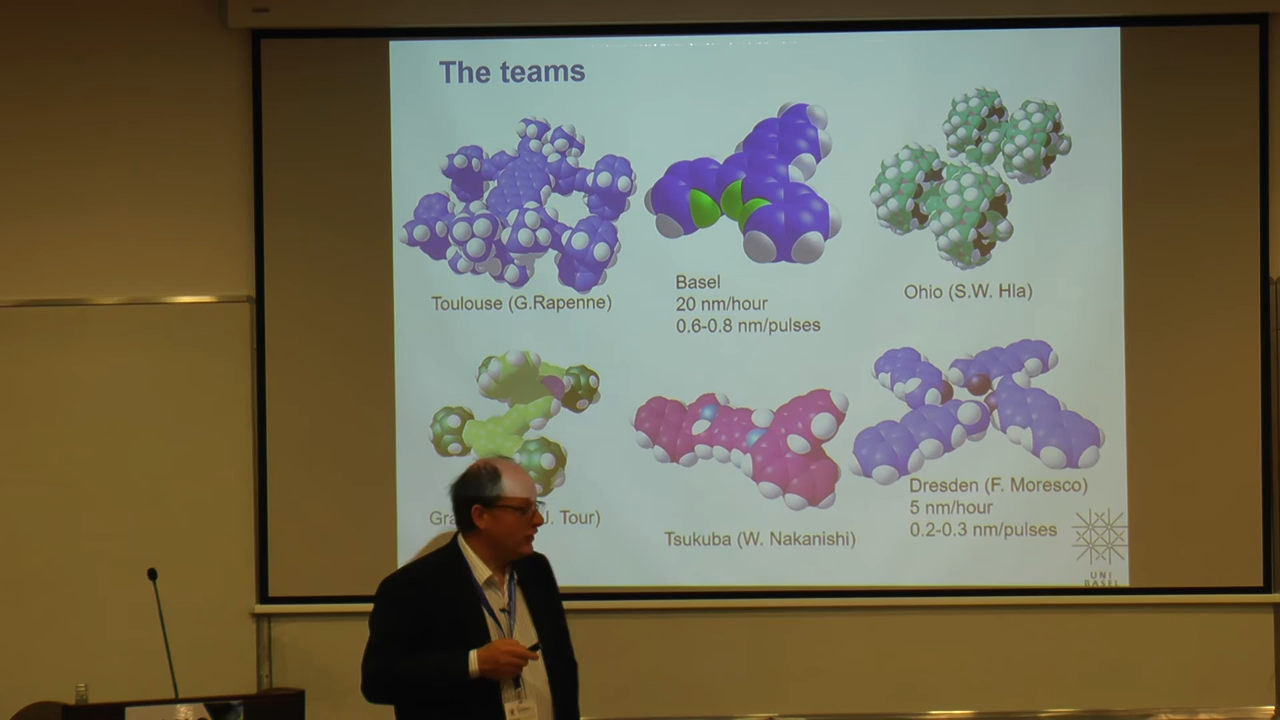 The teams
Toulouse (G.Rapenne)
Basel
20 nm/hour
0.6-0.8 nm/pulses
Ohio (S.W. Hla)
J. Tour)
Tsukuba (W. Nakanishi)
Dresden (F. Moresco)
5 nm/hour
0.2-0.3 nm/pulses
UNI
BASEL